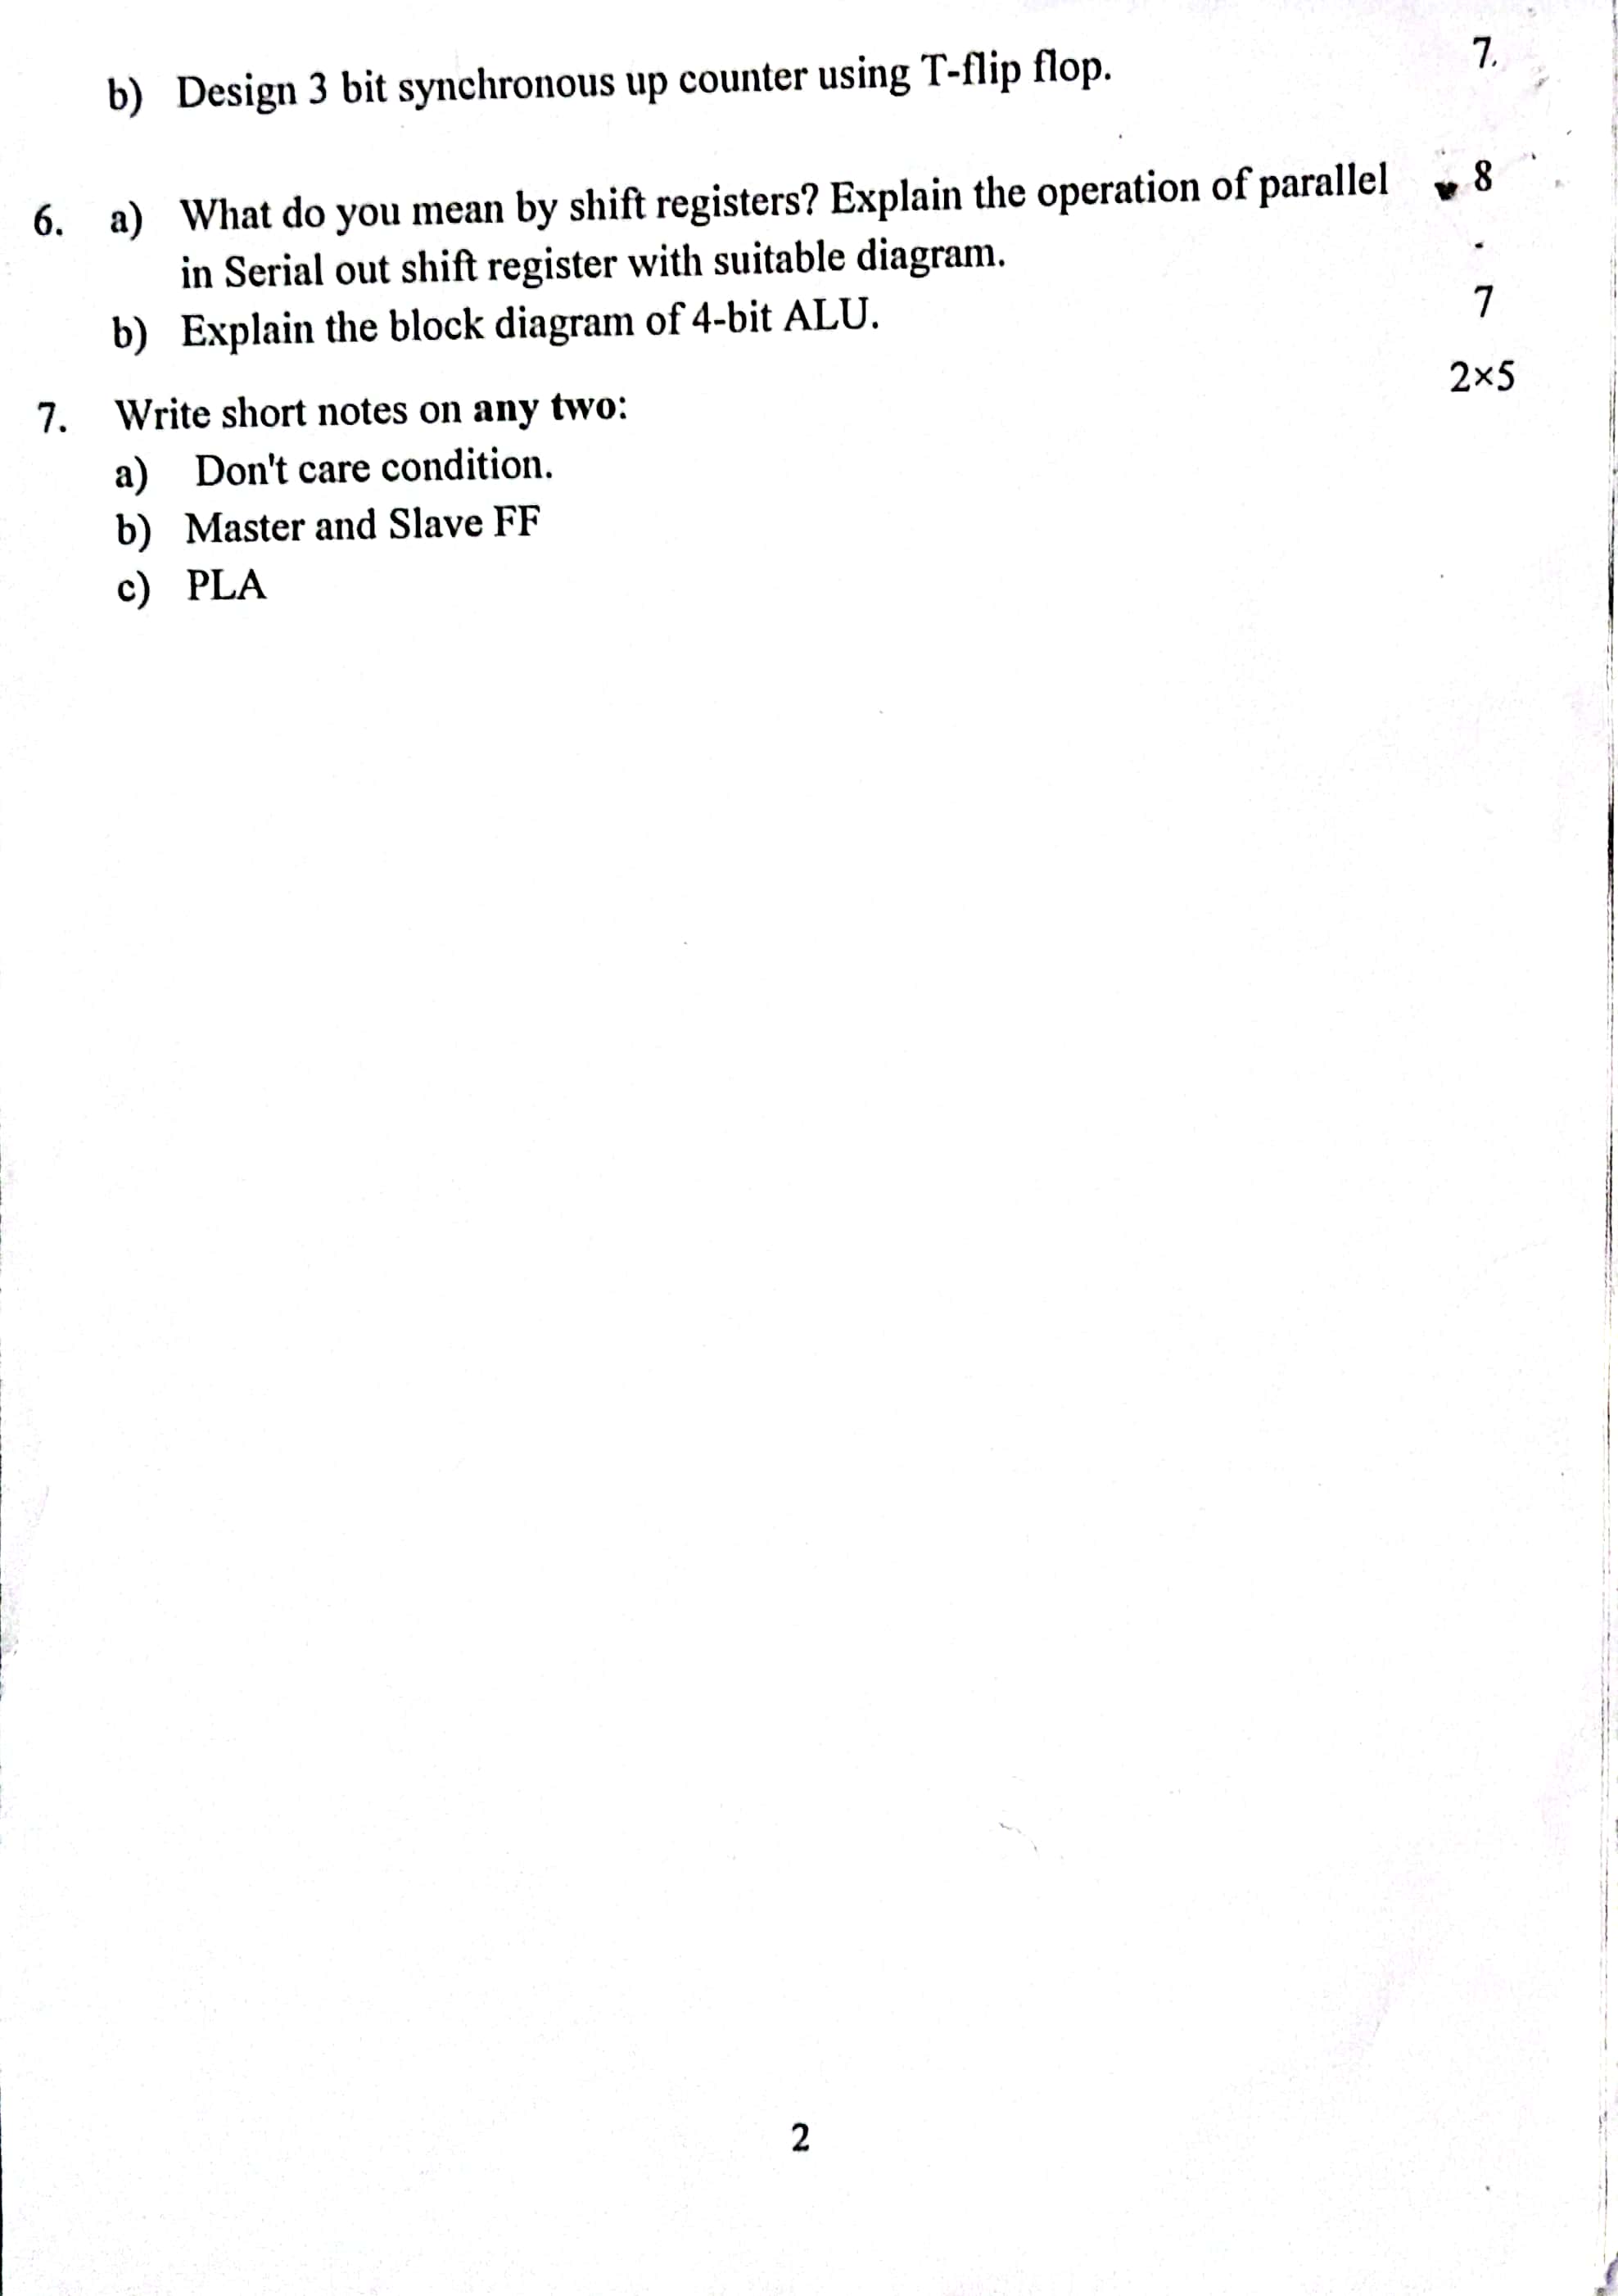 b) Design 3 bit synchronous up counter using T-flip flop. 7.
6. a) What do you mean by shift registers? Explain the operation of parallel 8
in Serial out shift register with suitable diagram.
b) Explain the block diagram of 4-bit ALU. 7
7. Write short notes on any two: 2×5
a) Don't care condition.
b) Master and Slave FF
c) PLA
2